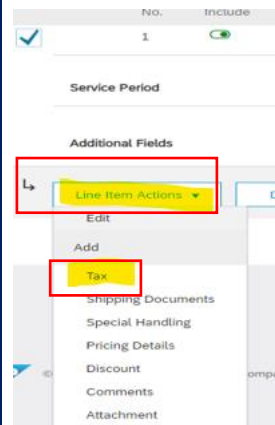 No. Include
1
Service Period
Additional Fields
Line Item Actions
Edit
Add
Tax
Shipping Documents
Special Handling
Pricing Details
Discount
Comments
Attachment